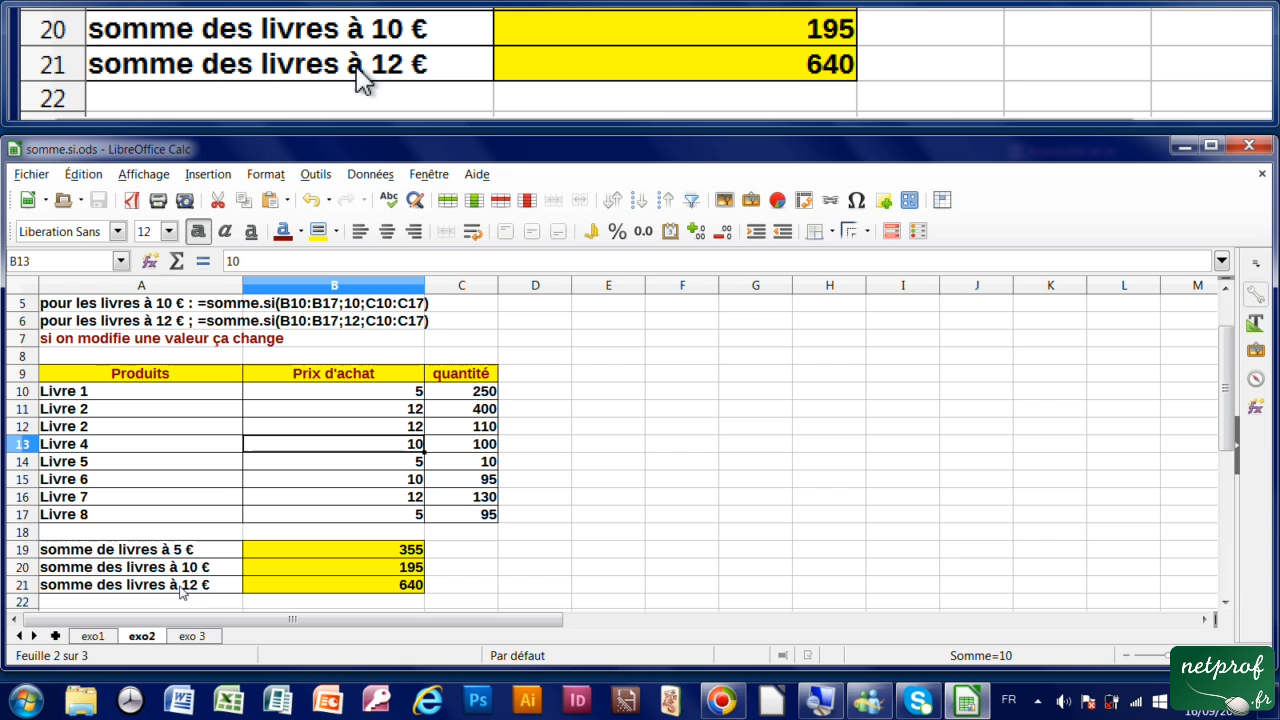 20 somme des livres à 10 € 195
21 somme des livres à 12 € 640
22
somme.si.ods - LibreOffice Calc
Fichier Édition Affichage Insertion Format Outils Données Fenêtre Aide
Liberation Sans 12
B13 10
A B C D E F G H I J K L M
5 pour les livres à 10 € : =somme.si(B10:B17;10;C10:C17)
6 pour les livres à 12 € ; =somme.si(B10:B17;12;C10:C17)
7 si on modifie une valeur ça change
8
9 Produits Prix d'achat quantité
10 Livre 1 5 250
11 Livre 2 12 400
12 Livre 2 12 110
13 Livre 4 10 100
14 Livre 5 5 10
15 Livre 6 10 95
16 Livre 7 12 130
17 Livre 8 5 95
18
19 somme de livres à 5 € 355
20 somme des livres à 10 € 195
21 somme des livres à 12 € 640
22
exo1 exo2 exo 3
Feuille 2 sur 3 Par défaut Somme=10
netprof.fr
Ps Ai Id FR